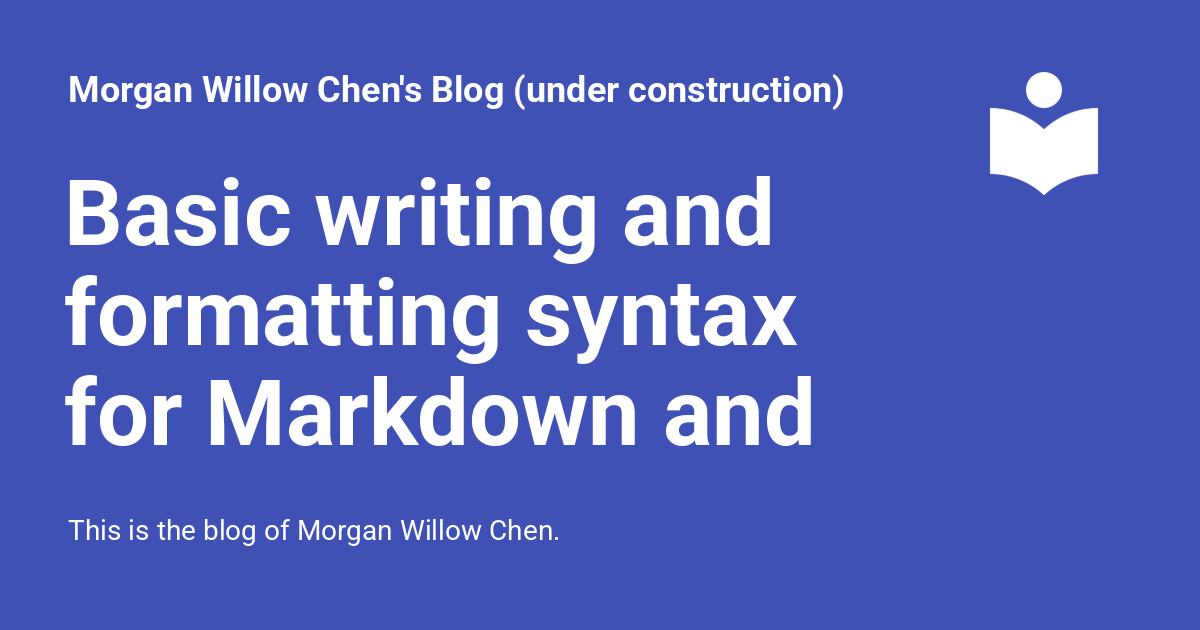 Morgan Willow Chen's Blog (under construction)
Basic writing and
formatting syntax
for Markdown and
This is the blog of Morgan Willow Chen.